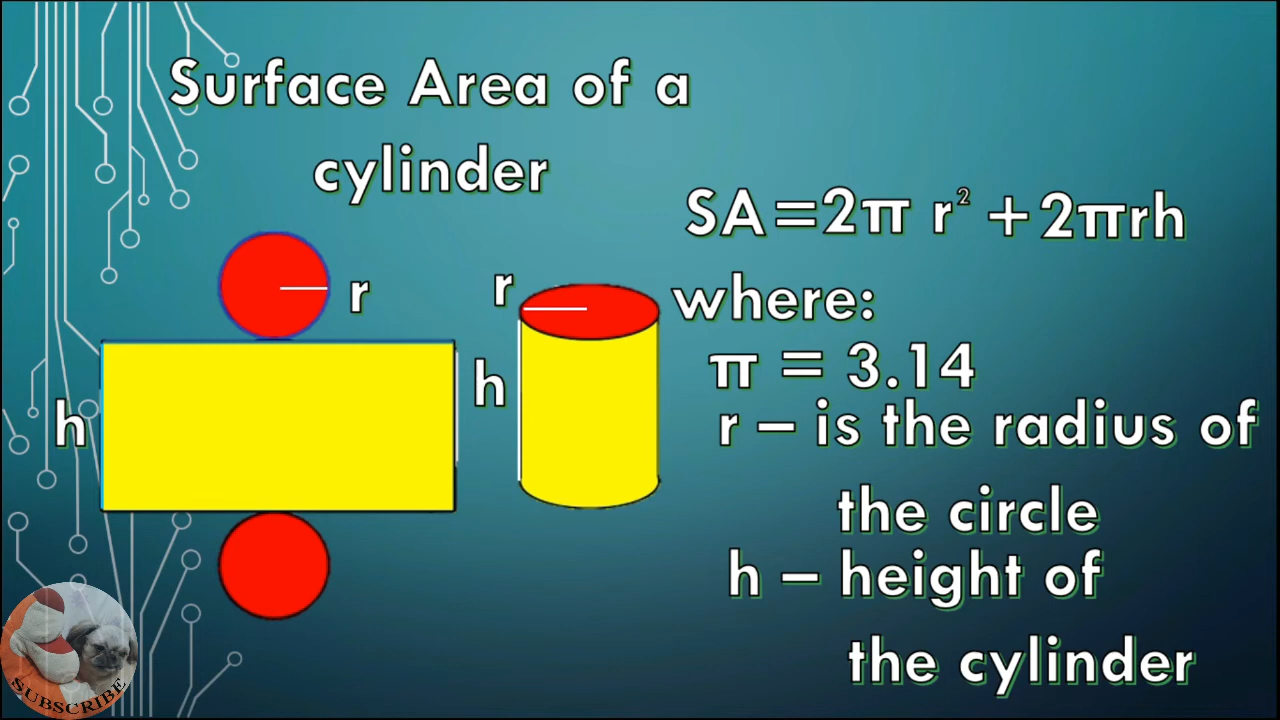 Surface Area of a
cylinder
SA=2π r² +2πrh
where:
π = 3.14
r – is the radius of
the circle
h – height of
the cylinder
r
h
r
h
SUBSCRIBE